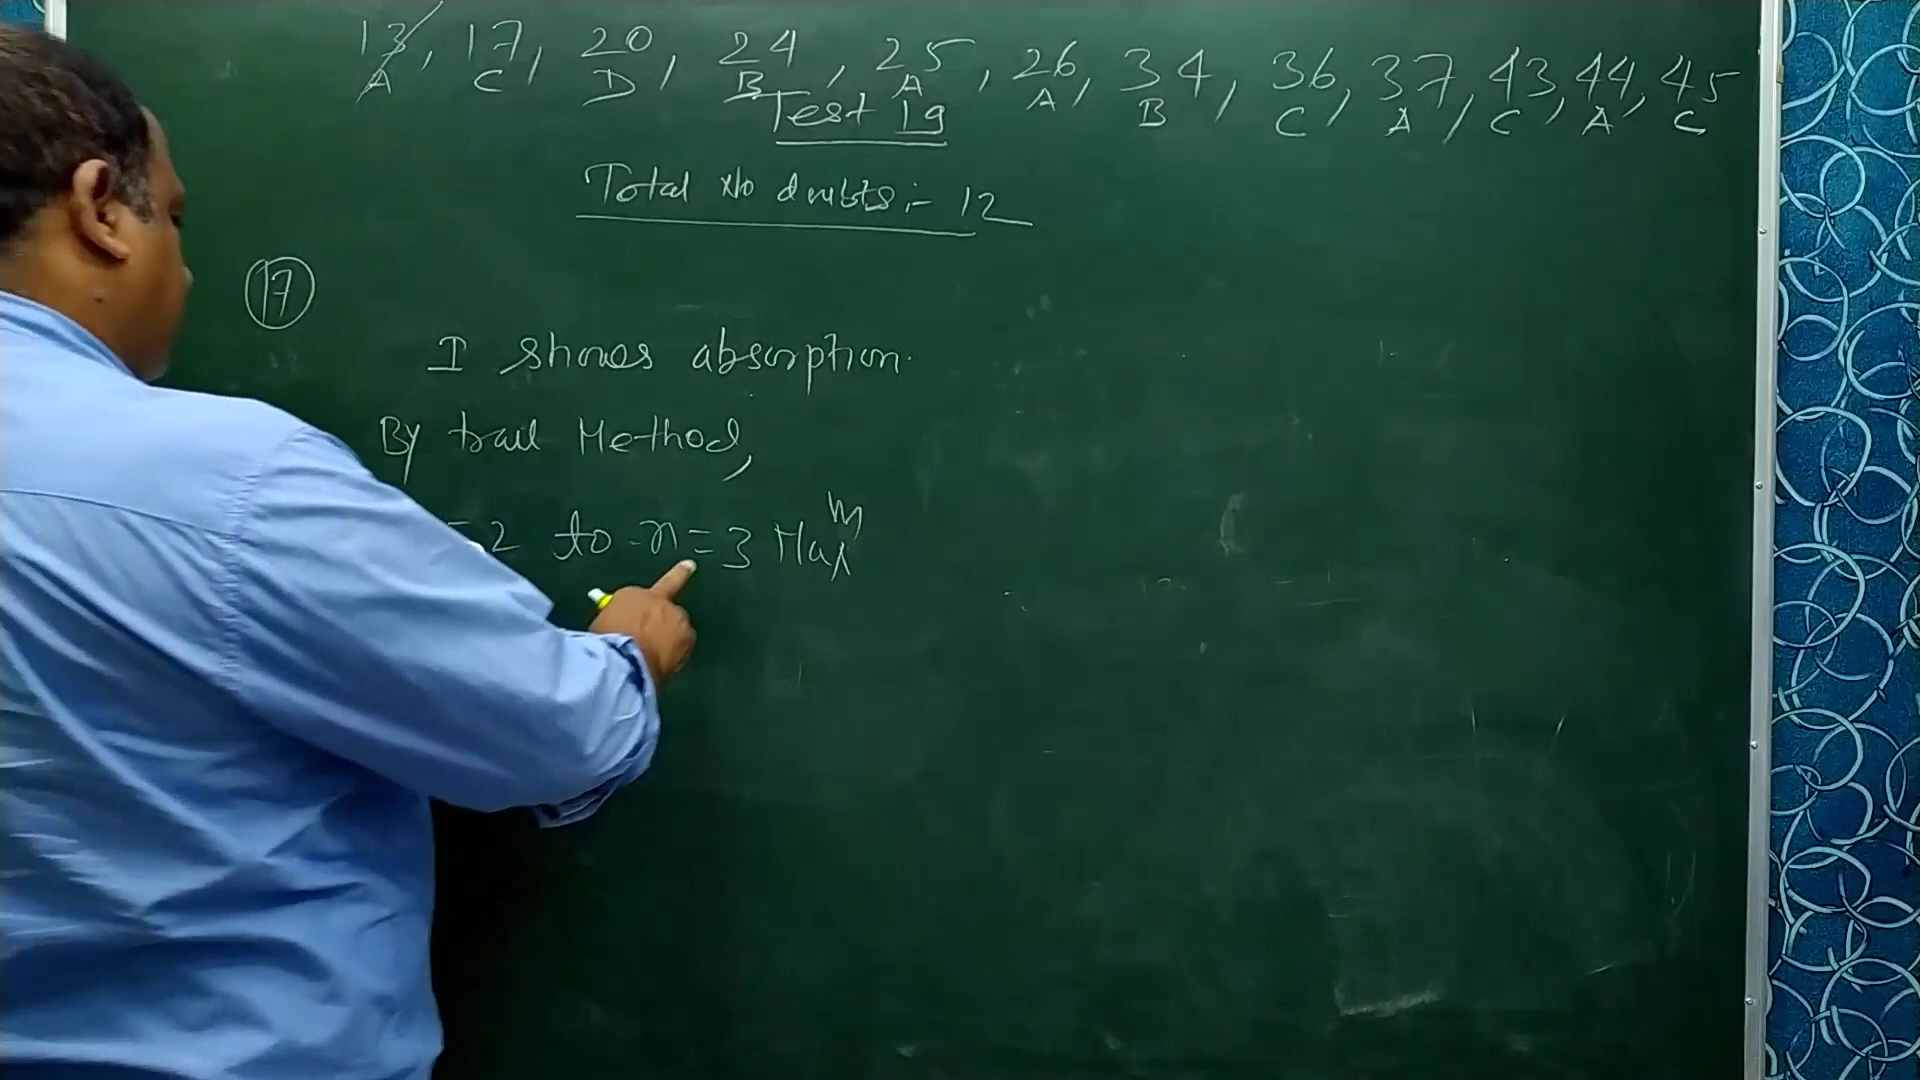 13, 17, 20, 24, 25, 26, 34, 36, 37, 43, 44, 45
A C D B A A B C A C A C
Test 19
Total No doubts:- 12
17
I shows absorption.
By trail Method,
=2 to n=3 Maxm